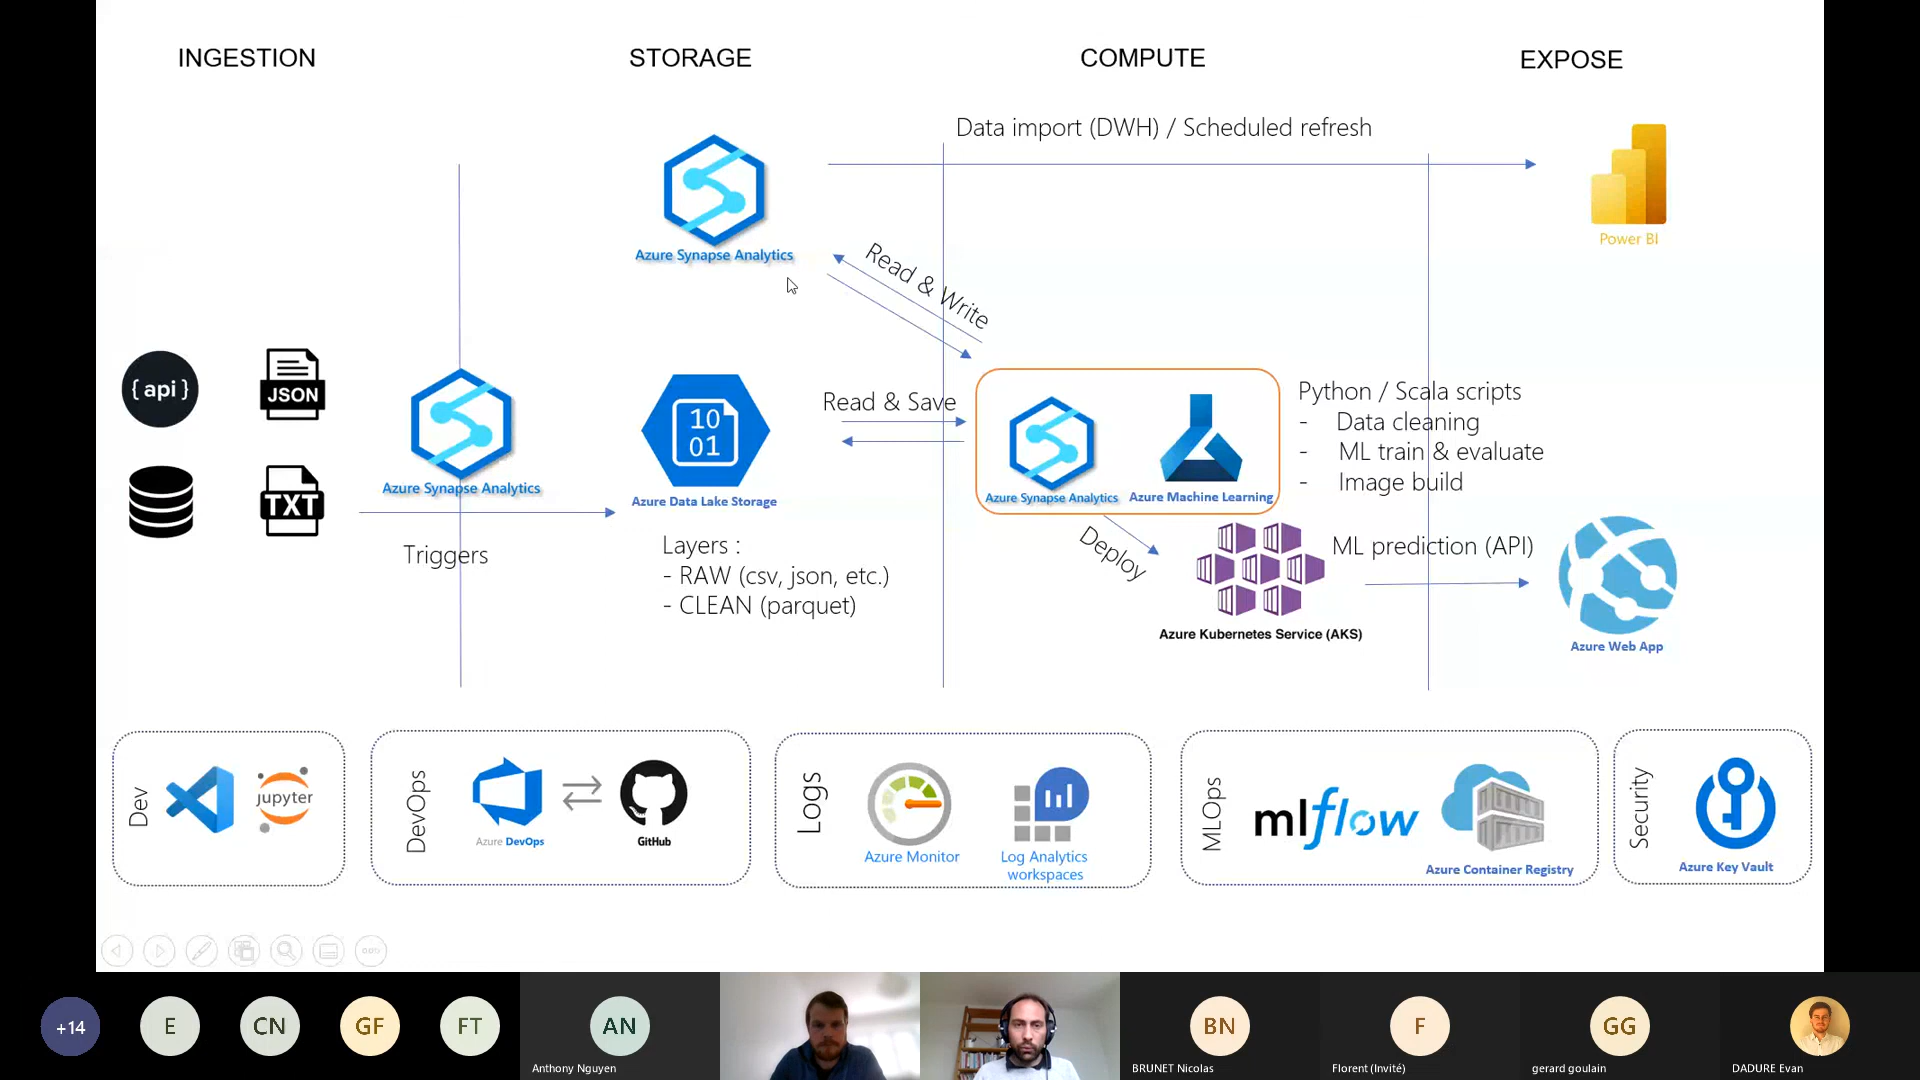 INGESTION
STORAGE
COMPUTE
EXPOSE
Data import (DWH) / Scheduled refresh
Azure Synapse Analytics
Power BI
Read & Write
{ api }
JSON
TXT
Azure Synapse Analytics
Triggers
10
01
Azure Data Lake Storage
Read & Save
Layers :
- RAW (csv, json, etc.)
- CLEAN (parquet)
Azure Synapse Analytics
Azure Machine Learning
Python / Scala scripts
- Data cleaning
- ML train & evaluate
- Image build
Deploy
Azure Kubernetes Service (AKS)
ML prediction (API)
Azure Web App
Dev
jupyter
DevOps
Azure DevOps
GitHub
Logs
Azure Monitor
Log Analytics
workspaces
MLOps
mlflow
Azure Container Registry
Security
Azure Key Vault
+14
E
CN
GF
FT
AN
Anthony Nguyen
BN
BRUNET Nicolas
F
Florent (Invité)
GG
gerard goulain
DADURE Evan